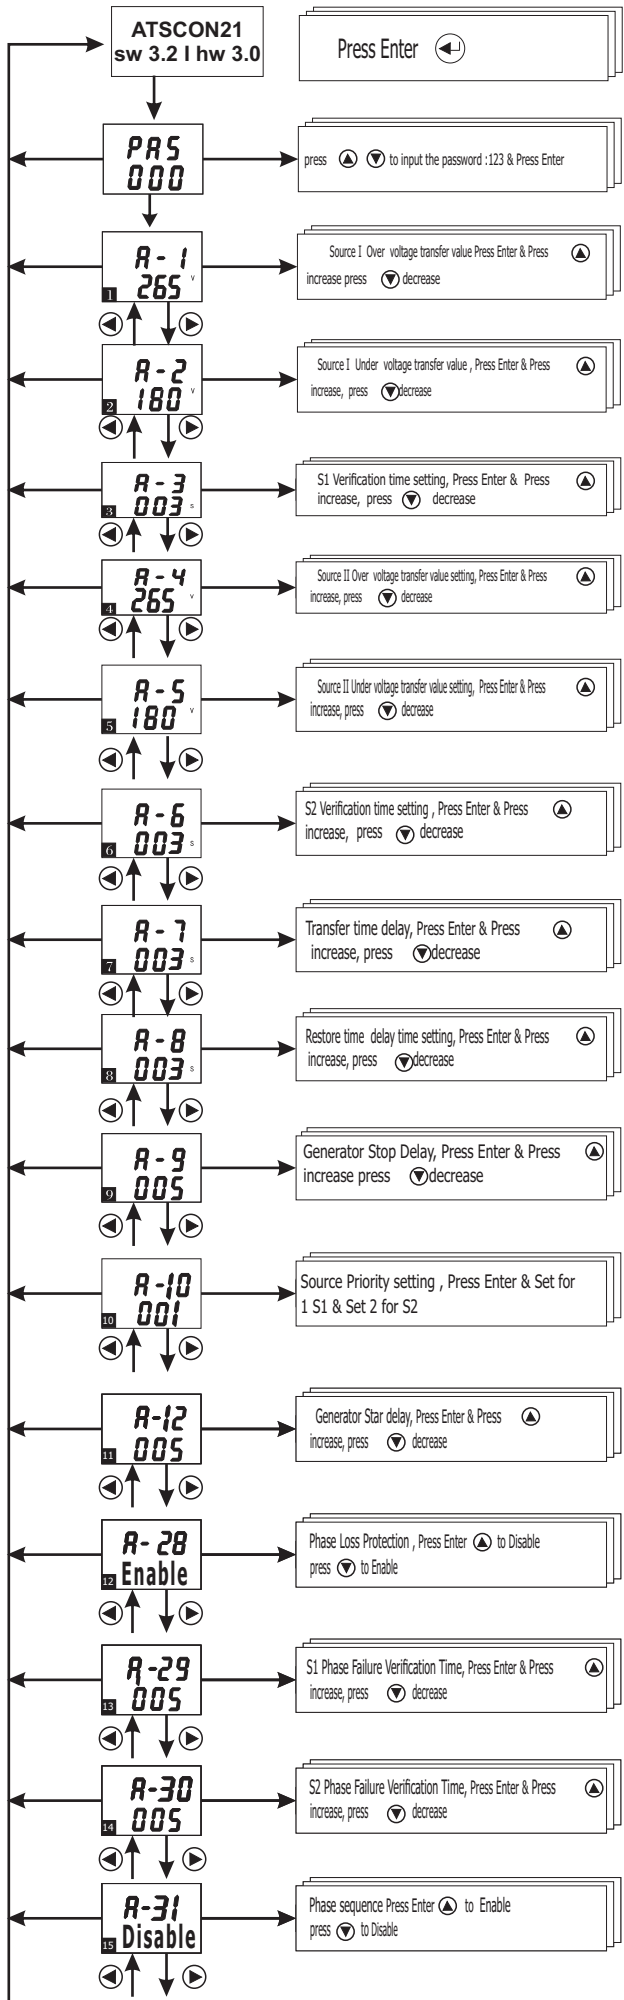 ATSCON21
sw 3.2 l hw 3.0
Press Enter
PAS
000
press to input the password :123 & Press Enter
A-1
265 V
1
Source I Over voltage transfer value Press Enter & Press
increase press decrease
A-2
180 V
2
Source I Under voltage transfer value , Press Enter & Press
increase, press decrease
A-3
003 s
3
S1 Verification time setting, Press Enter & Press
increase, press decrease
A-4
265 V
4
Source II Over voltage transfer value setting, Press Enter & Press
increase, press decrease
A-5
180 V
5
Source II Under voltage transfer value setting, Press Enter & Press
increase, press decrease
A-6
003 s
6
S2 Verification time setting , Press Enter & Press
increase, press decrease
A-7
003 s
7
Transfer time delay, Press Enter & Press
increase, press decrease
A-8
003 s
8
Restore time delay time setting, Press Enter & Press
increase, press decrease
A-9
005
9
Generator Stop Delay, Press Enter & Press
increase press decrease
A-10
001
10
Source Priority setting , Press Enter & Set for
1 S1 & Set 2 for S2
A-12
005
11
Generator Star delay, Press Enter & Press
increase, press decrease
A-28
Enable
12
Phase Loss Protection , Press Enter to Disable
press to Enable
A-29
005
13
S1 Phase Failure Verification Time, Press Enter & Press
increase, press decrease
A-30
005
14
S2 Phase Failure Verification Time, Press Enter & Press
increase, press decrease
A-31
Disable
15
Phase sequence Press Enter to Enable
press to Disable